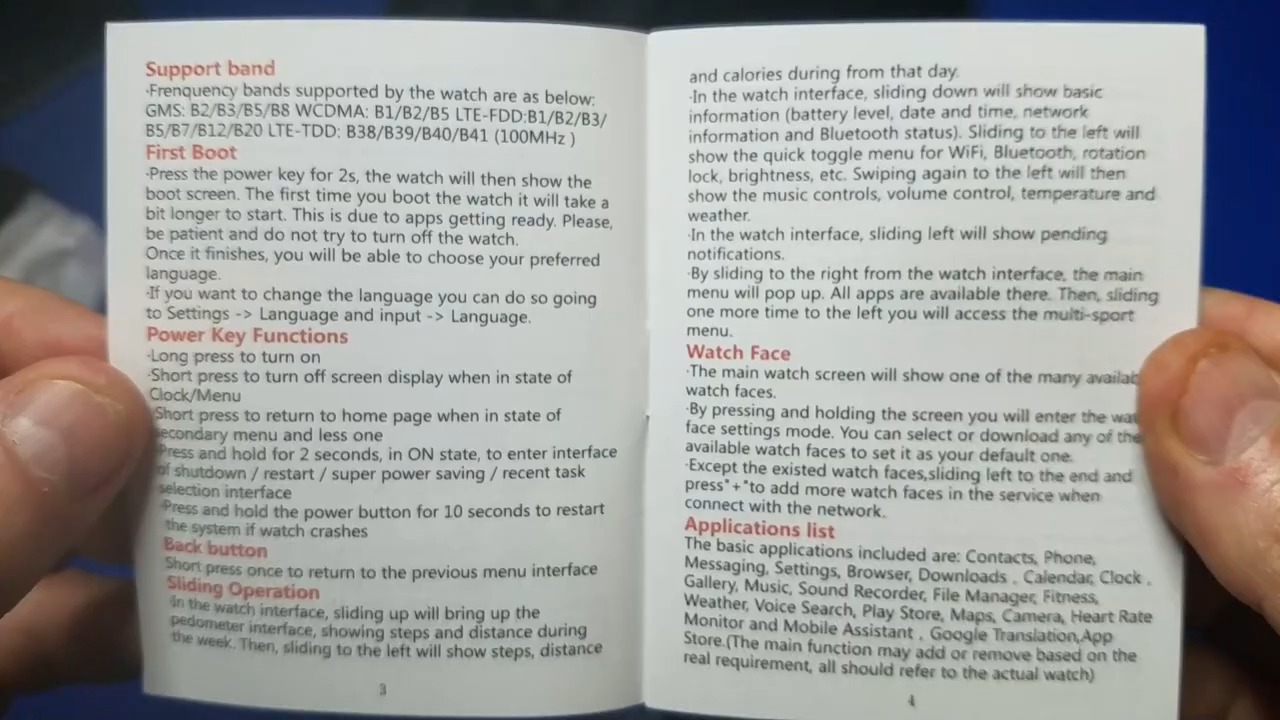 Support band
·Frenquency bands supported by the watch are as below:
GMS: B2/B3/B5/B8 WCDMA: B1/B2/B5 LTE-FDD:B1/B2/B3/
B5/B7/B12/B20 LTE-TDD: B38/B39/B40/B41 (100MHz )
First Boot
·Press the power key for 2s, the watch will then show the
boot screen. The first time you boot the watch it will take a
bit longer to start. This is due to apps getting ready. Please,
be patient and do not try to turn off the watch.
Once it finishes, you will be able to choose your preferred
language.
·If you want to change the language you can do so going
to Settings -> Language and input -> Language.
Power Key Functions
·Long press to turn on
·Short press to turn off screen display when in state of
Clock/Menu
·Short press to return to home page when in state of
secondary menu and less one
·Press and hold for 2 seconds, in ON state, to enter interface
of shutdown / restart / super power saving / recent task
selection interface
·Press and hold the power button for 10 seconds to restart
the system if watch crashes
Back button
Short press once to return to the previous menu interface
Sliding Operation
·In the watch interface, sliding up will bring up the
pedometer interface, showing steps and distance during
the week. Then, sliding to the left will show steps, distance
3
and calories during from that day.
·In the watch interface, sliding down will show basic
information (battery level, date and time, network
information and Bluetooth status). Sliding to the left will
show the quick toggle menu for WiFi, Bluetooth, rotation
lock, brightness, etc. Swiping again to the left will then
show the music controls, volume control, temperature and
weather.
·In the watch interface, sliding left will show pending
notifications.
·By sliding to the right from the watch interface, the main
menu will pop up. All apps are available there. Then, sliding
one more time to the left you will access the multi-sport
menu.
Watch Face
·The main watch screen will show one of the many availab
watch faces.
·By pressing and holding the screen you will enter the wa
face settings mode. You can select or download any of the
available watch faces to set it as your default one.
·Except the existed watch faces,sliding left to the end and
press"+"to add more watch faces in the service when
connect with the network.
Applications list
The basic applications included are: Contacts, Phone,
Messaging, Settings, Browser, Downloads , Calendar, Clock ,
Gallery, Music, Sound Recorder, File Manager, Fitness,
Weather, Voice Search, Play Store, Maps, Camera, Heart Rate
Monitor and Mobile Assistant , Google Translation,App
Store.(The main function may add or remove based on the
real requirement, all should refer to the actual watch)
4